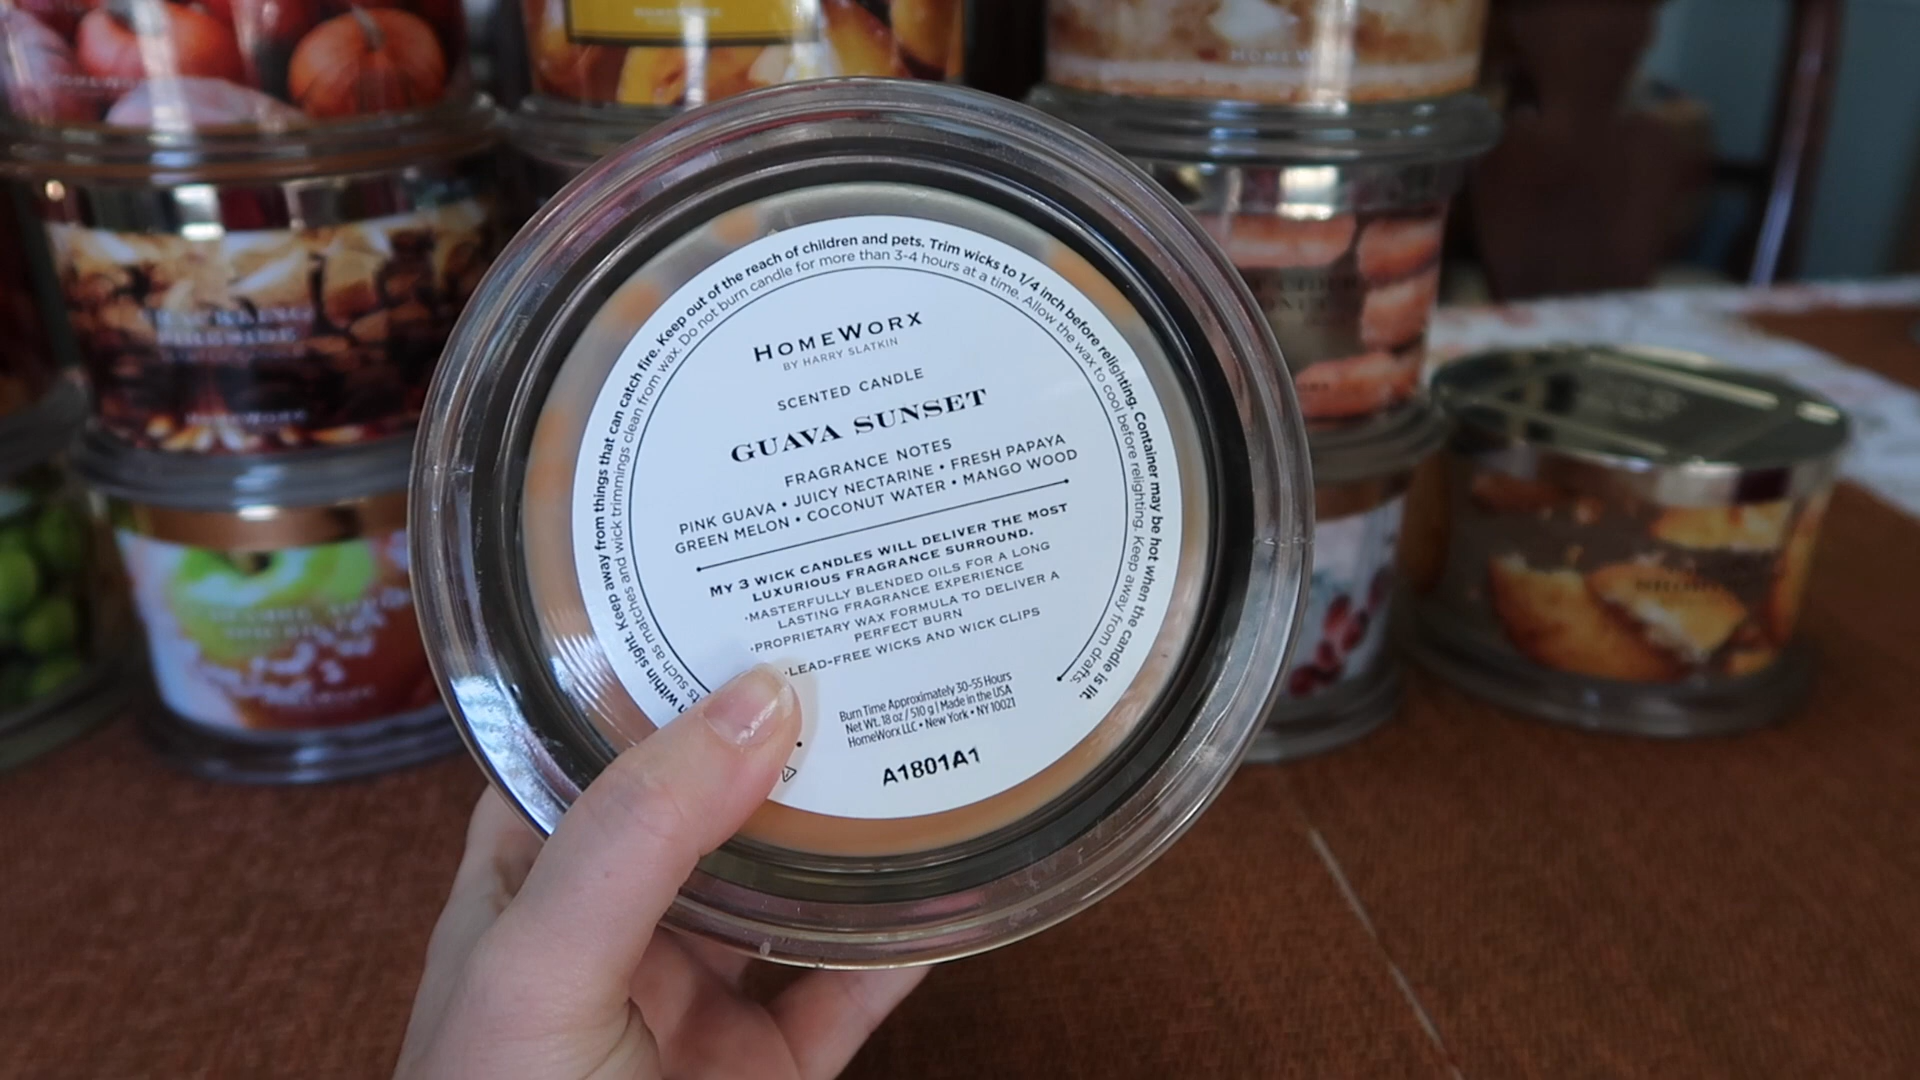 HOMEWORX
n within sight. Keep away from things that can catch fire. Keep out of the reach of children and pets. Trim wicks to 1/4 inch before relighting. Container may be hot when the candle is lit.
ts such as matches and wick trimmings clean from wax. Do not burn candle for more than 3-4 hours at a time. Allow the wax to cool before relighting. Keep away from drafts.
HOMEWORX
BY HARRY SLATKIN
SCENTED CANDLE
GUAVA SUNSET
FRAGRANCE NOTES
PINK GUAVA • JUICY NECTARINE • FRESH PAPAYA
GREEN MELON • COCONUT WATER • MANGO WOOD
MY 3 WICK CANDLES WILL DELIVER THE MOST
LUXURIOUS FRAGRANCE SURROUND.
•MASTERFULLY BLENDED OILS FOR A LONG
LASTING FRAGRANCE EXPERIENCE
•PROPRIETARY WAX FORMULA TO DELIVER A
PERFECT BURN
•LEAD-FREE WICKS AND WICK CLIPS
Burn Time Approximately 30-55 Hours
Net Wt. 18 oz / 510 g | Made in the USA
HomeWorx LLC • New York • NY 10021
A1801A1
CRACKLING
FIRESIDE
HOMEWORX